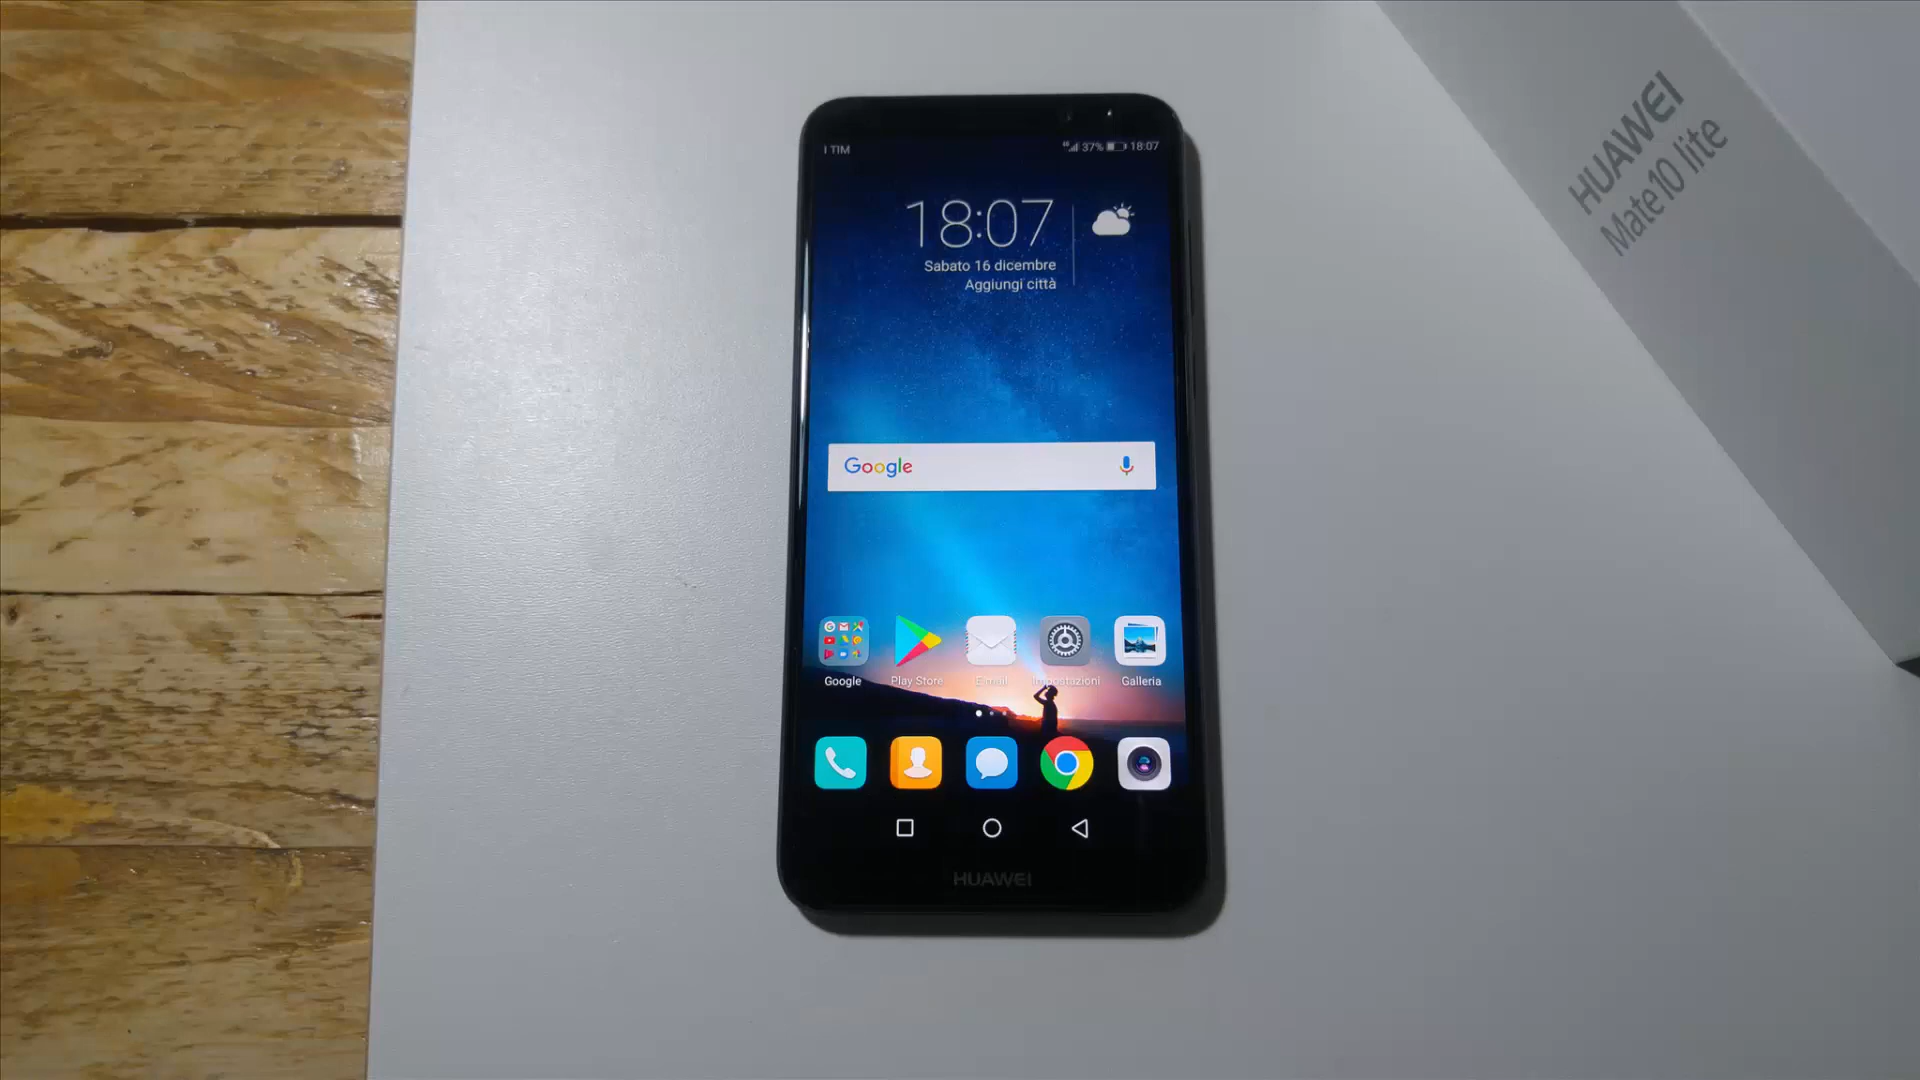 I TIM
37% 18:07
18:07
Sabato 16 dicembre
Aggiungi città
Google
Google
Play Store
E-mail
Impostazioni
Galleria
HUAWEI
HUAWEI
Mate10 lite